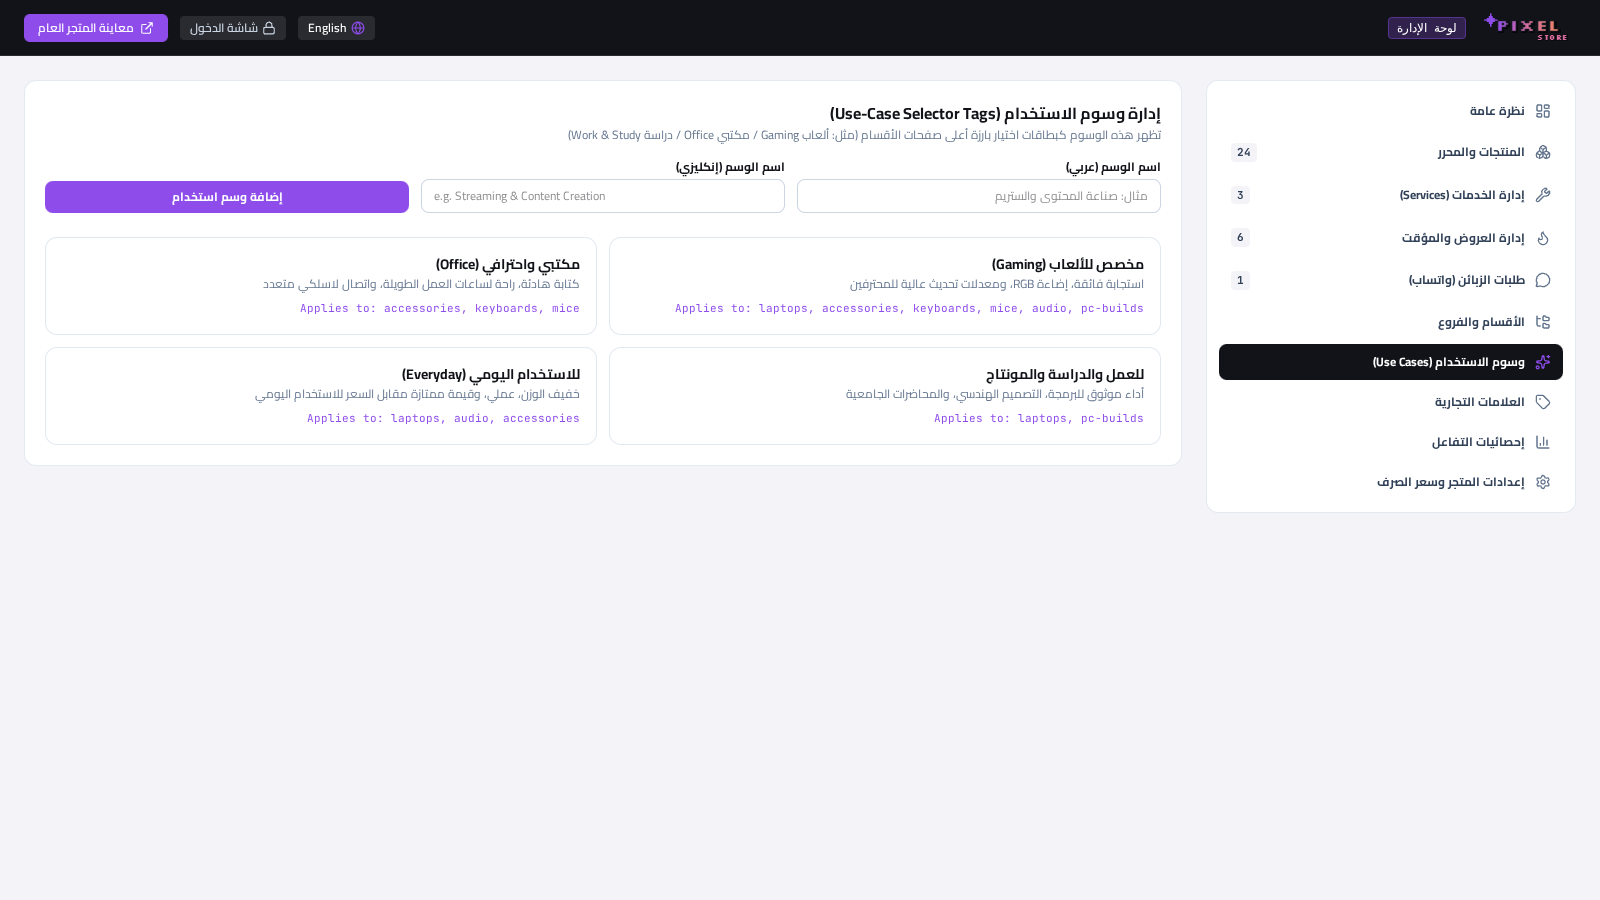 PIXEL
STORE
لوحة الإدارة
English
شاشة الدخول
معاينة المتجر العام
نظرة عامة
المنتجات والمحرر
24
إدارة الخدمات (Services)
3
إدارة العروض والمؤقت
6
طلبات الزبائن (واتساب)
1
الأقسام والفروع
وسوم الاستخدام (Use Cases)
العلامات التجارية
إحصائيات التفاعل
إعدادات المتجر وسعر الصرف
إدارة وسوم الاستخدام (Use-Case Selector Tags)
تظهر هذه الوسوم كبطاقات اختيار بارزة أعلى صفحات الأقسام (مثل: ألعاب Gaming / مكتبي Office / دراسة Work & Study)
اسم الوسم (عربي)
مثال: صناعة المحتوى والستريم
اسم الوسم (إنكليزي)
e.g. Streaming & Content Creation
إضافة وسم استخدام
مخصص للألعاب (Gaming)
استجابة فائقة، إضاءة RGB، ومعدلات تحديث عالية للمحترفين
Applies to: laptops, accessories, keyboards, mice, audio, pc-builds
مكتبي واحترافي (Office)
كتابة هادئة، راحة لساعات العمل الطويلة، واتصال لاسلكي متعدد
Applies to: accessories, keyboards, mice
للعمل والدراسة والمونتاج
أداء موثوق للبرمجة، التصميم الهندسي، والمحاضرات الجامعية
Applies to: laptops, pc-builds
للاستخدام اليومي (Everyday)
خفيف الوزن، عملي، وقيمة ممتازة مقابل السعر للاستخدام اليومي
Applies to: laptops, audio, accessories